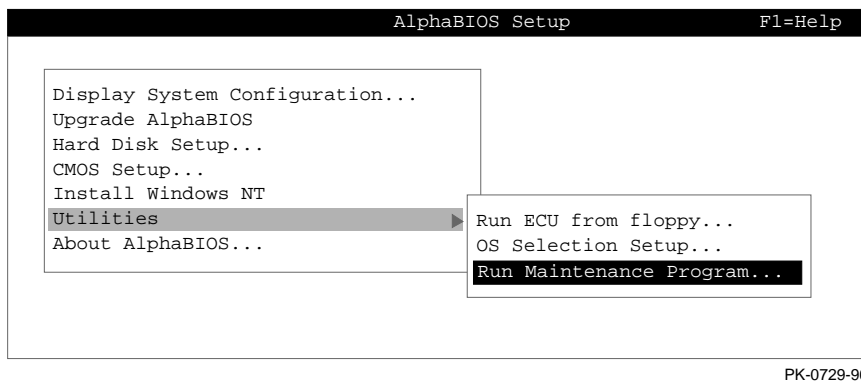 AlphaBIOS Setup F1=Help
Display System Configuration...
Upgrade AlphaBIOS
Hard Disk Setup...
CMOS Setup...
Install Windows NT
Utilities
About AlphaBIOS...
Run ECU from floppy...
OS Selection Setup...
Run Maintenance Program...